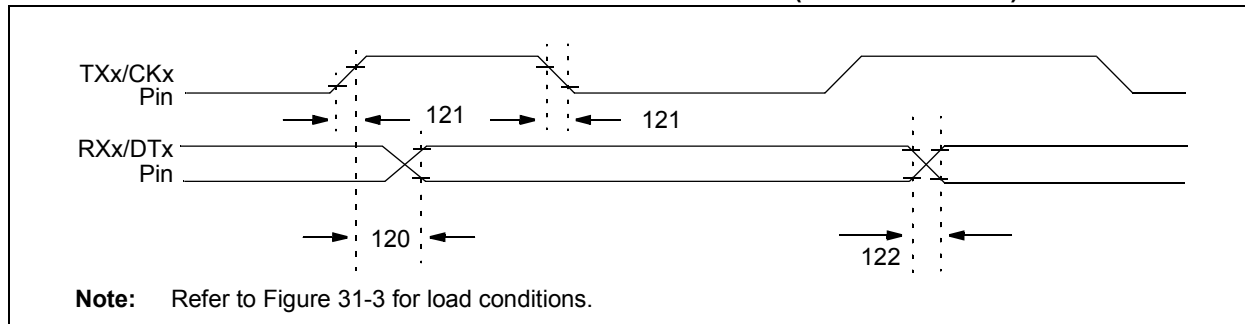 TXx/CKx
Pin
121
121
RXx/DTx
Pin
120
122
Note: Refer to Figure 31-3 for load conditions.